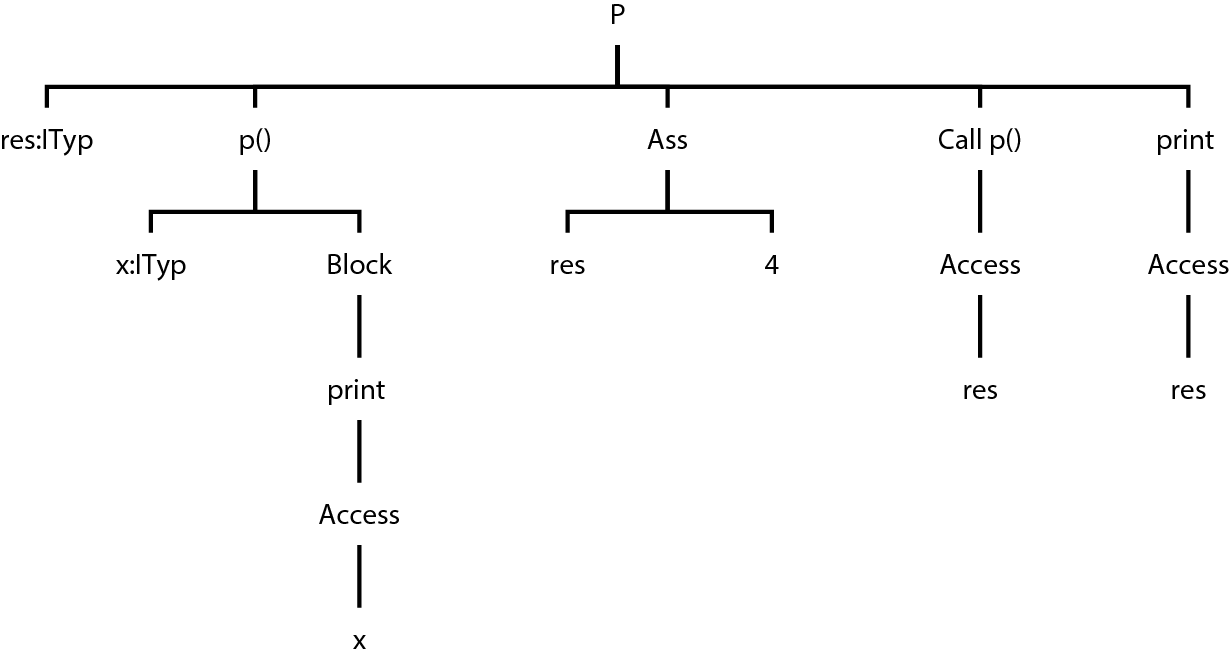 P
res:ITyp p() Ass Call p() print
x:ITyp Block res 4 Access Access
print res res
Access
x